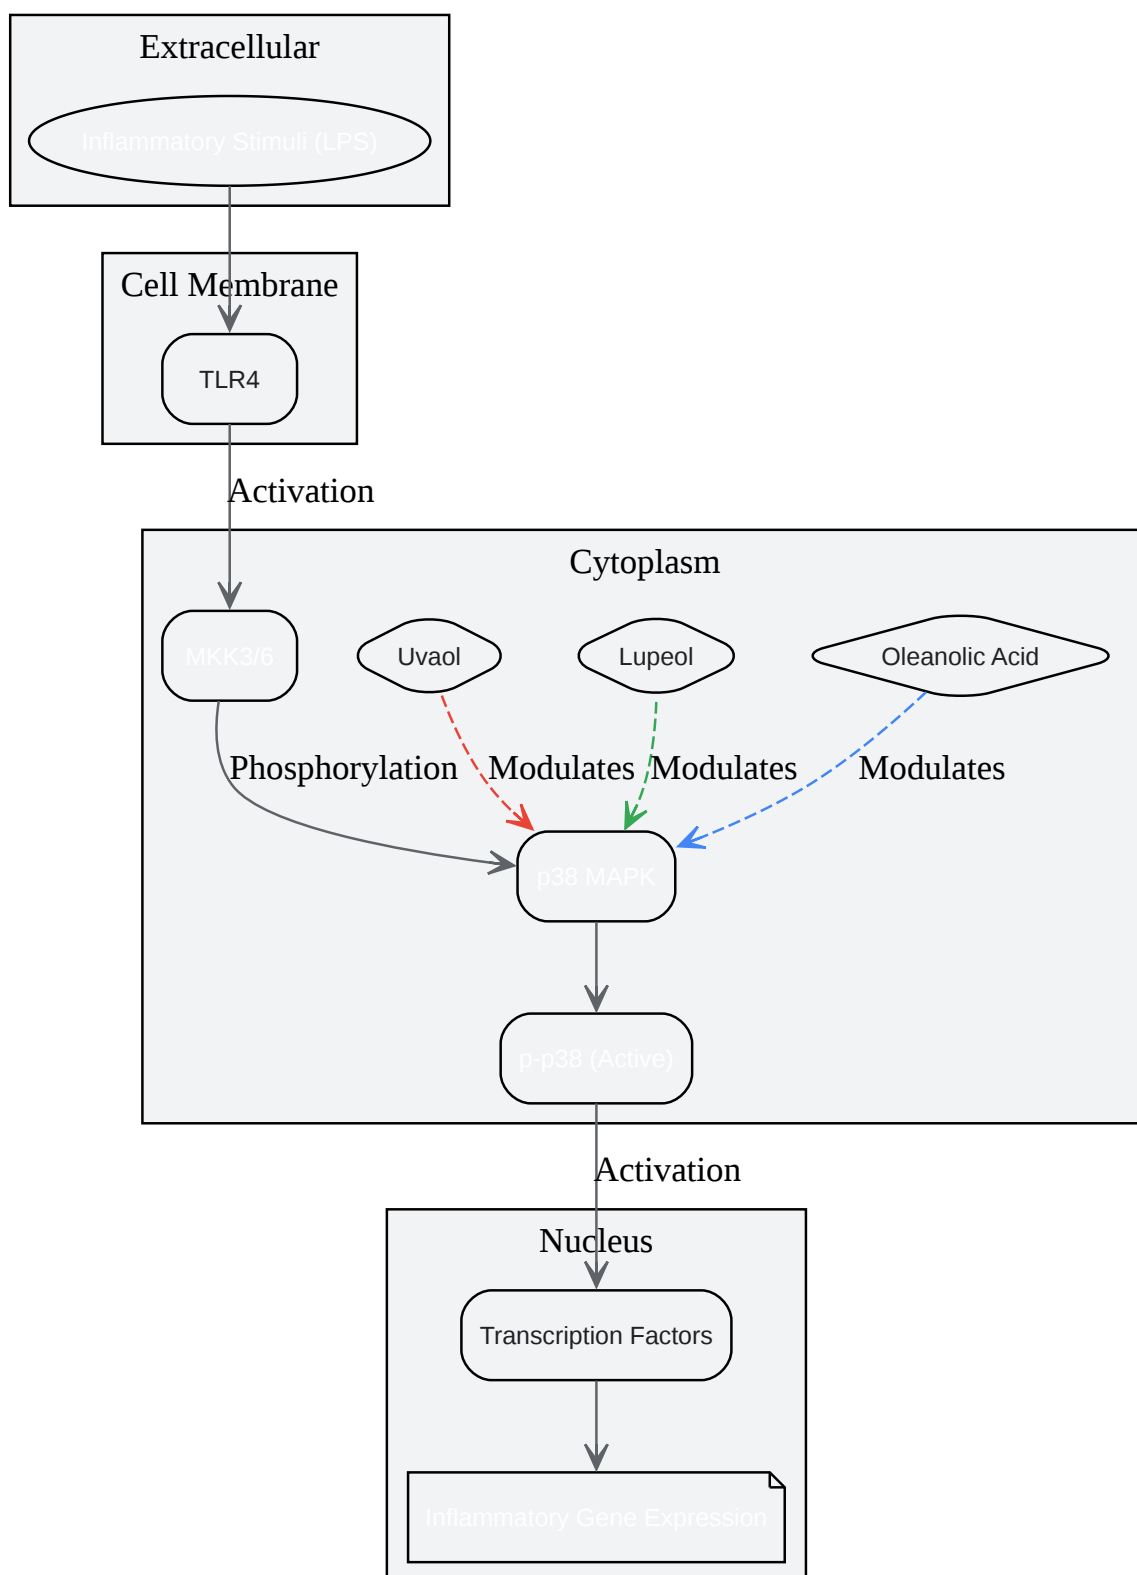 Extracellular
Inflammatory Stimuli (LPS)
Cell Membrane
TLR4
Activation
Cytoplasm
MKK3/6
Uvaol
Lupeol
Oleanolic Acid
Phosphorylation
Modulates
Modulates
Modulates
p38 MAPK
p-p38 (Active)
Activation
Nucleus
Transcription Factors
Inflammatory Gene Expression